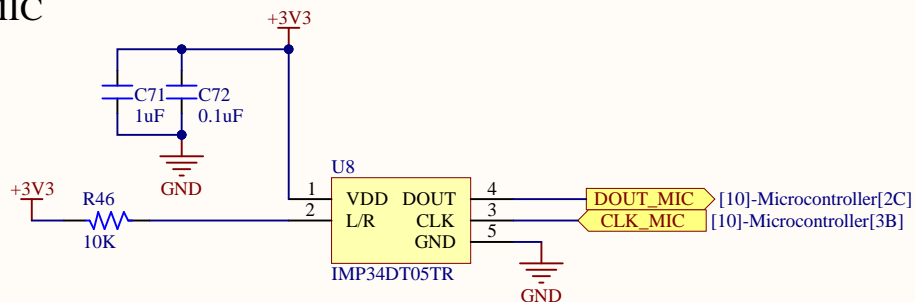 MIC
+3V3
C71
1uF
C72
0.1uF
GND
+3V3
R46
10K
U8
1
2
VDD
L/R
DOUT
CLK
GND
4
3
5
IMP34DT05TR
DOUT_MIC
[10]-Microcontroller[2C]
CLK_MIC
[10]-Microcontroller[3B]
GND